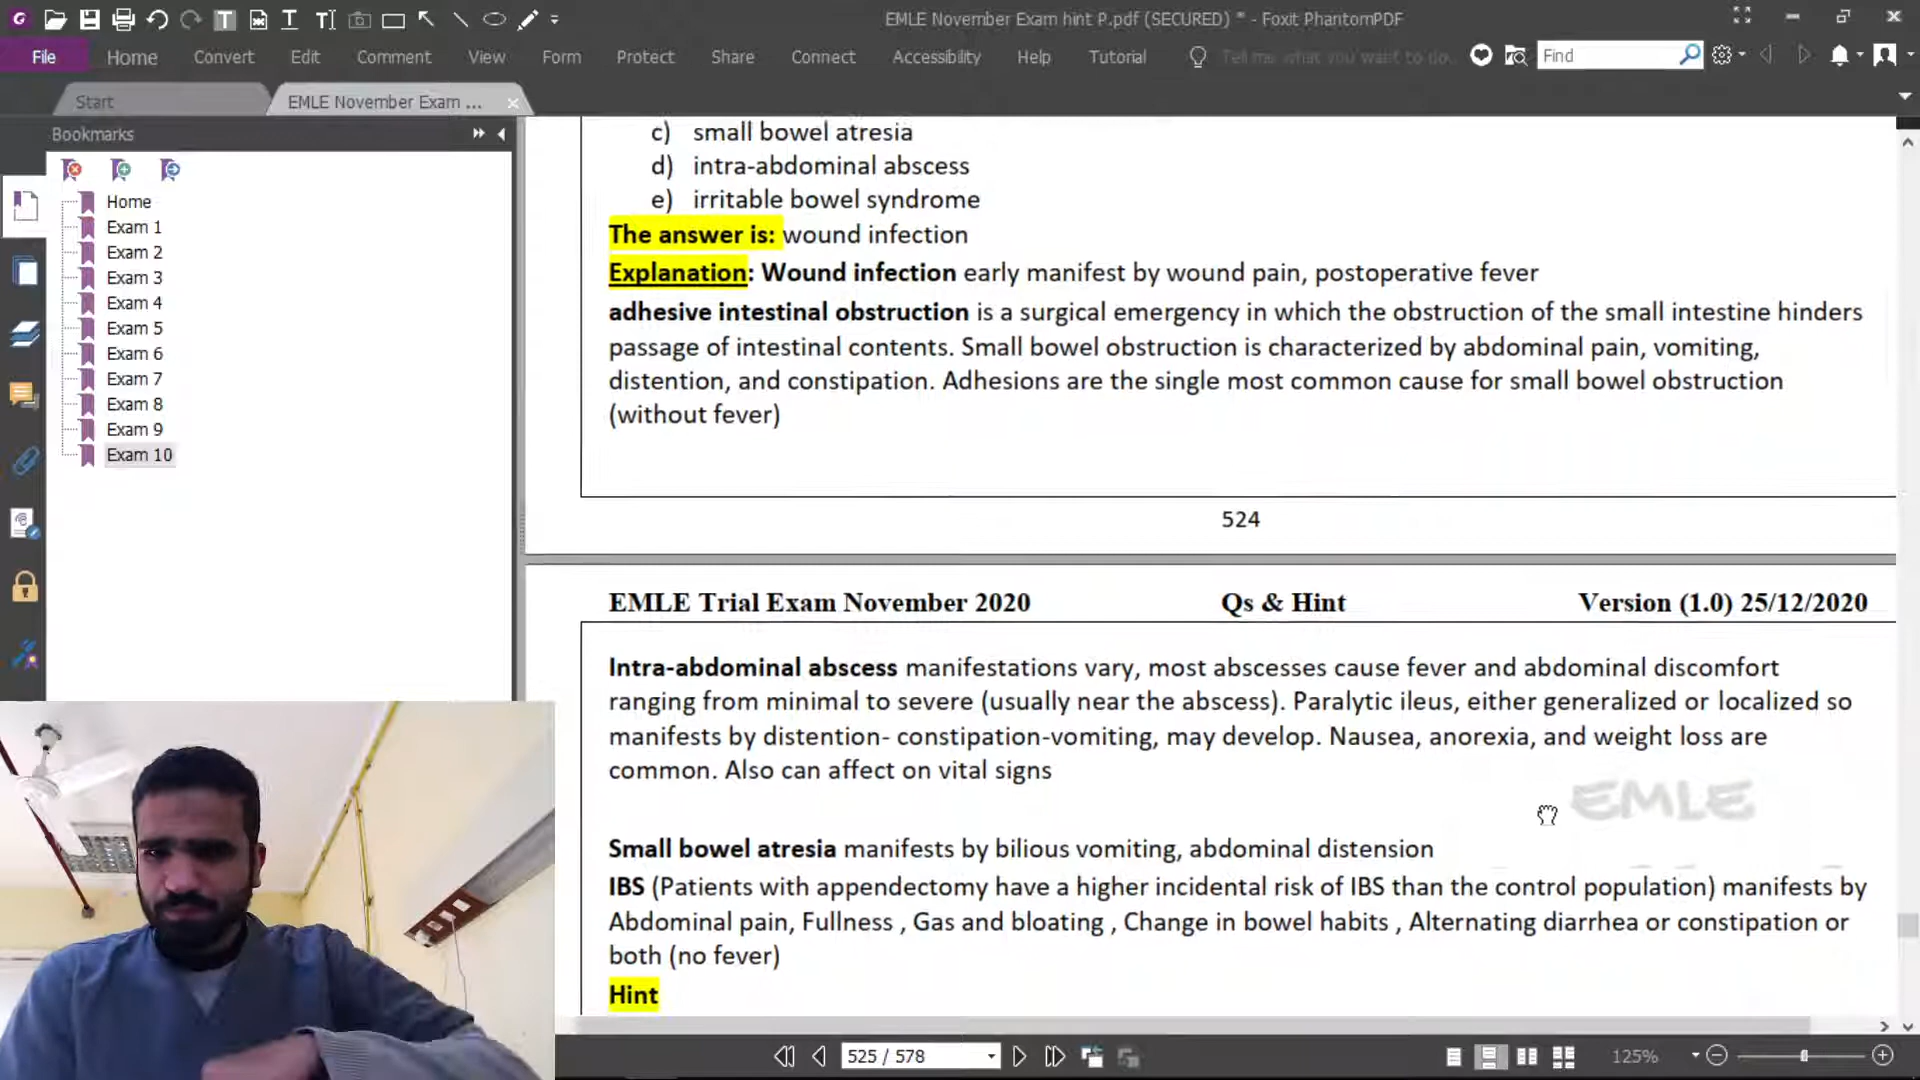 EMLE November Exam hint P.pdf (SECURED) * - Foxit PhantomPDF
File Home Convert Edit Comment View Form Protect Share Connect Accessibility Help Tutorial Tell me what you want to do.. Find
Start EMLE November Exam ...
Bookmarks
Home
Exam 1
Exam 2
Exam 3
Exam 4
Exam 5
Exam 6
Exam 7
Exam 8
Exam 9
Exam 10
c) small bowel atresia
d) intra-abdominal abscess
e) irritable bowel syndrome
The answer is: wound infection
Explanation: Wound infection early manifest by wound pain, postoperative fever
adhesive intestinal obstruction is a surgical emergency in which the obstruction of the small intestine hinders
passage of intestinal contents. Small bowel obstruction is characterized by abdominal pain, vomiting,
distention, and constipation. Adhesions are the single most common cause for small bowel obstruction
(without fever)
524
EMLE Trial Exam November 2020 Qs & Hint Version (1.0) 25/12/2020
Intra-abdominal abscess manifestations vary, most abscesses cause fever and abdominal discomfort
ranging from minimal to severe (usually near the abscess). Paralytic ileus, either generalized or localized so
manifests by distention- constipation-vomiting, may develop. Nausea, anorexia, and weight loss are
common. Also can affect on vital signs
EMLE
Small bowel atresia manifests by bilious vomiting, abdominal distension
IBS (Patients with appendectomy have a higher incidental risk of IBS than the control population) manifests by
Abdominal pain, Fullness , Gas and bloating , Change in bowel habits , Alternating diarrhea or constipation or
both (no fever)
Hint
525 / 578
125%